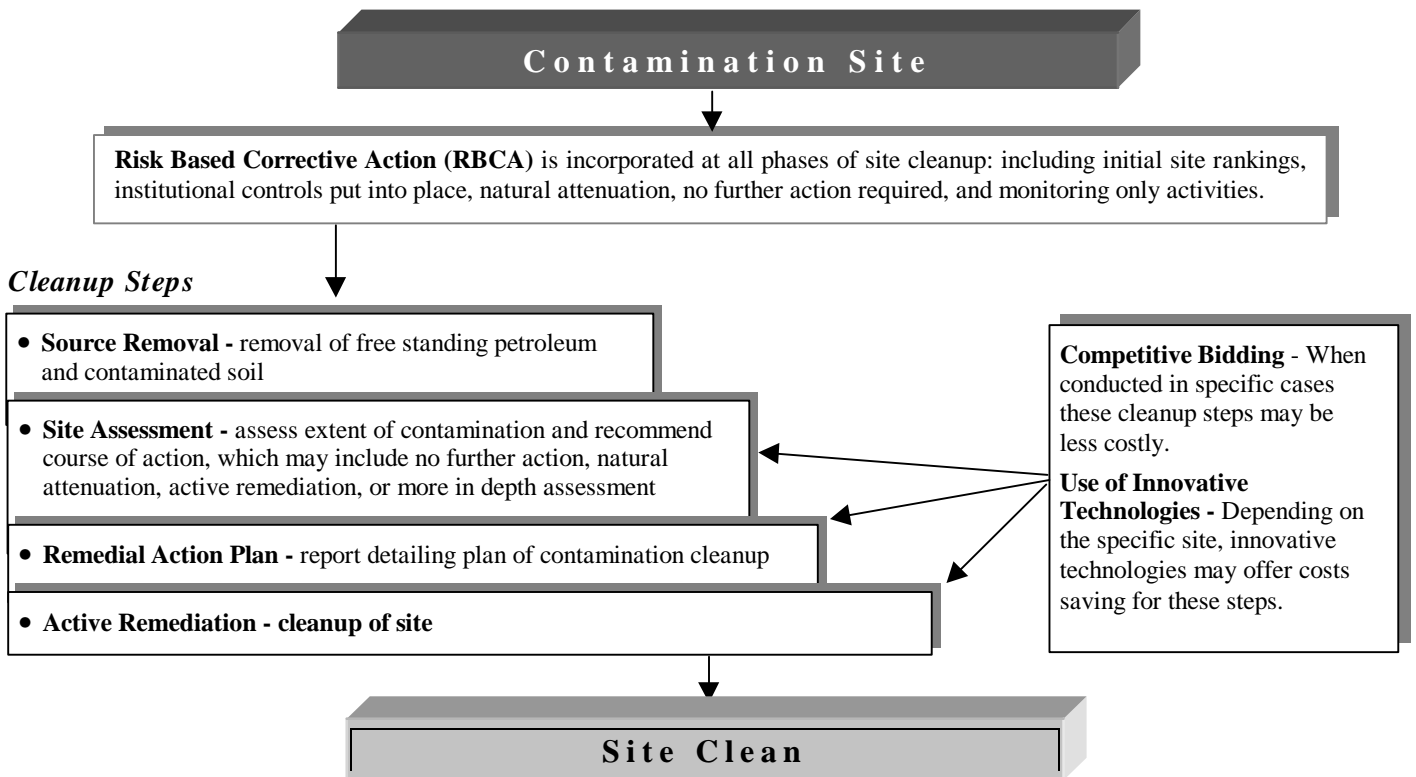 Contamination Site
Risk Based Corrective Action (RBCA) is incorporated at all phases of site cleanup: including initial site rankings,
institutional controls put into place, natural attenuation, no further action required, and monitoring only activities.
Cleanup Steps
• Source Removal - removal of free standing petroleum
and contaminated soil
• Site Assessment - assess extent of contamination and recommend
course of action, which may include no further action, natural
attenuation, active remediation, or more in depth assessment
• Remedial Action Plan - report detailing plan of contamination cleanup
• Active Remediation - cleanup of site
Competitive Bidding - When
conducted in specific cases
these cleanup steps may be
less costly.
Use of Innovative
Technologies - Depending on
the specific site, innovative
technologies may offer costs
saving for these steps.
Site Clean